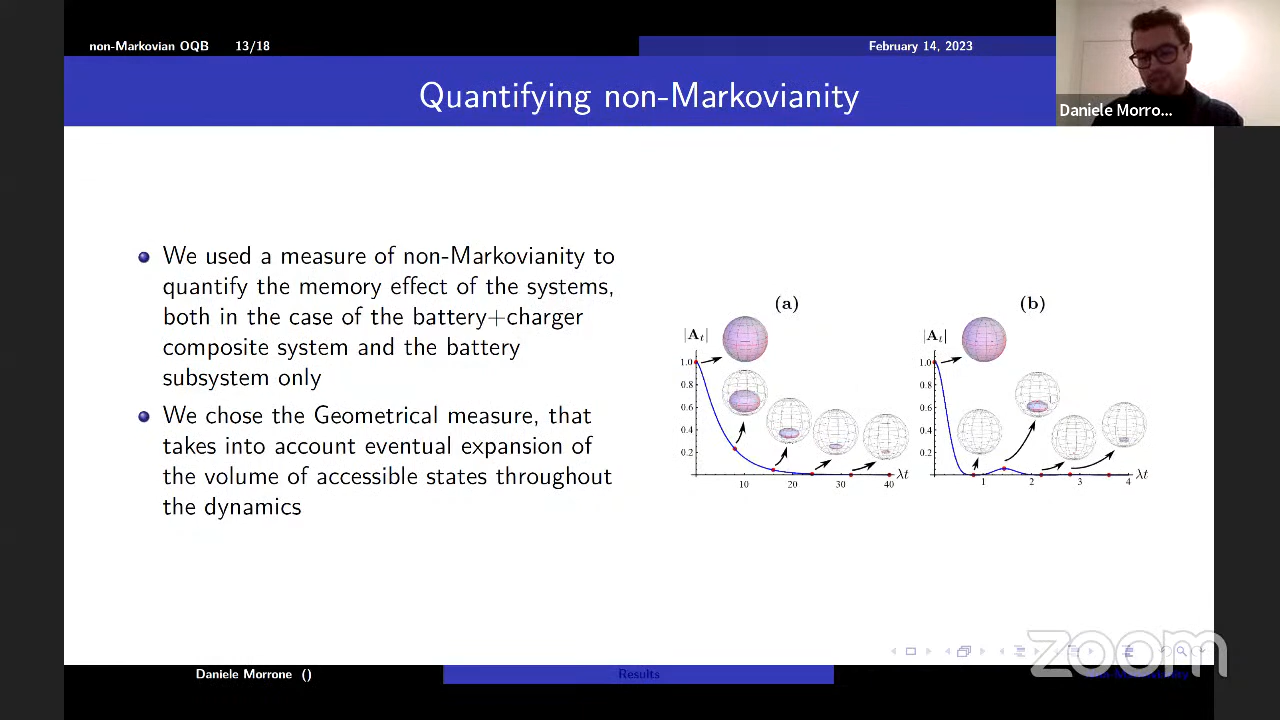 non-Markovian OQB 13/18
February 14, 2023
Quantifying non-Markovianity
Daniele Morro...
We used a measure of non-Markovianity to
quantify the memory effect of the systems,
both in the case of the battery+charger
composite system and the battery
subsystem only
We chose the Geometrical measure, that
takes into account eventual expansion of
the volume of accessible states throughout
the dynamics
(a)
|A_t|
1.0
0.8
0.6
0.4
0.2
10 20 30 40 λt
(b)
|A_t|
1.0
0.8
0.6
0.4
0.2
1 2 3 4 λt
zoom
Daniele Morrone ()
Results